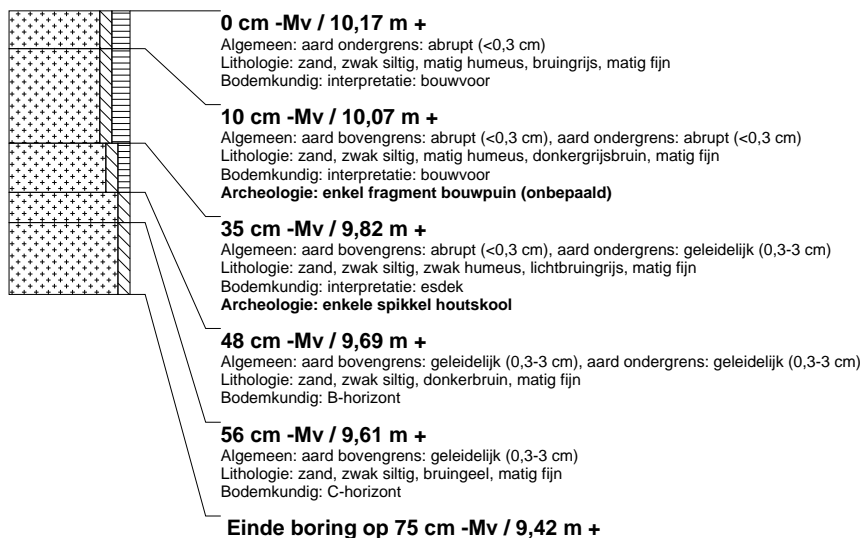 0 cm -Mv / 10,17 m +
Algemeen: aard ondergrens: abrupt (<0,3 cm)
Lithologie: zand, zwak siltig, matig humeus, bruingrijs, matig fijn
Bodemkundig: interpretatie: bouwvoor
10 cm -Mv / 10,07 m +
Algemeen: aard bovengrens: abrupt (<0,3 cm), aard ondergrens: abrupt (<0,3 cm)
Lithologie: zand, zwak siltig, matig humeus, donkergrijsbruin, matig fijn
Bodemkundig: interpretatie: bouwvoor
Archeologie: enkel fragment bouwpuin (onbepaald)
35 cm -Mv / 9,82 m +
Algemeen: aard bovengrens: abrupt (<0,3 cm), aard ondergrens: geleidelijk (0,3-3 cm)
Lithologie: zand, zwak siltig, zwak humeus, lichtbruingrijs, matig fijn
Bodemkundig: interpretatie: esdek
Archeologie: enkele spikkel houtskool
48 cm -Mv / 9,69 m +
Algemeen: aard bovengrens: geleidelijk (0,3-3 cm), aard ondergrens: geleidelijk (0,3-3 cm)
Lithologie: zand, zwak siltig, donkerbruin, matig fijn
Bodemkundig: B-horizont
56 cm -Mv / 9,61 m +
Algemeen: aard bovengrens: geleidelijk (0,3-3 cm)
Lithologie: zand, zwak siltig, bruingeel, matig fijn
Bodemkundig: C-horizont
Einde boring op 75 cm -Mv / 9,42 m +